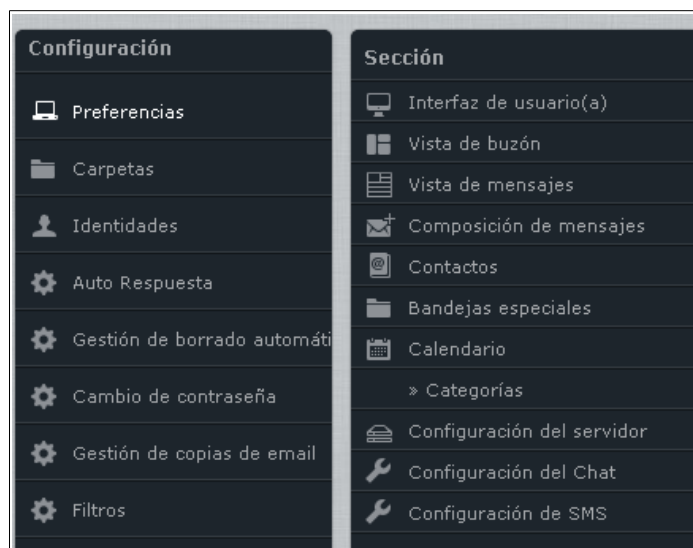 Configuración
Preferencias
Carpetas
Identidades
Auto Respuesta
Gestión de borrado automáti
Cambio de contraseña
Gestión de copias de email
Filtros
Sección
Interfaz de usuario(a)
Vista de buzón
Vista de mensajes
Composición de mensajes
Contactos
Bandejas especiales
Calendario
» Categorías
Configuración del servidor
Configuración del Chat
Configuración de SMS